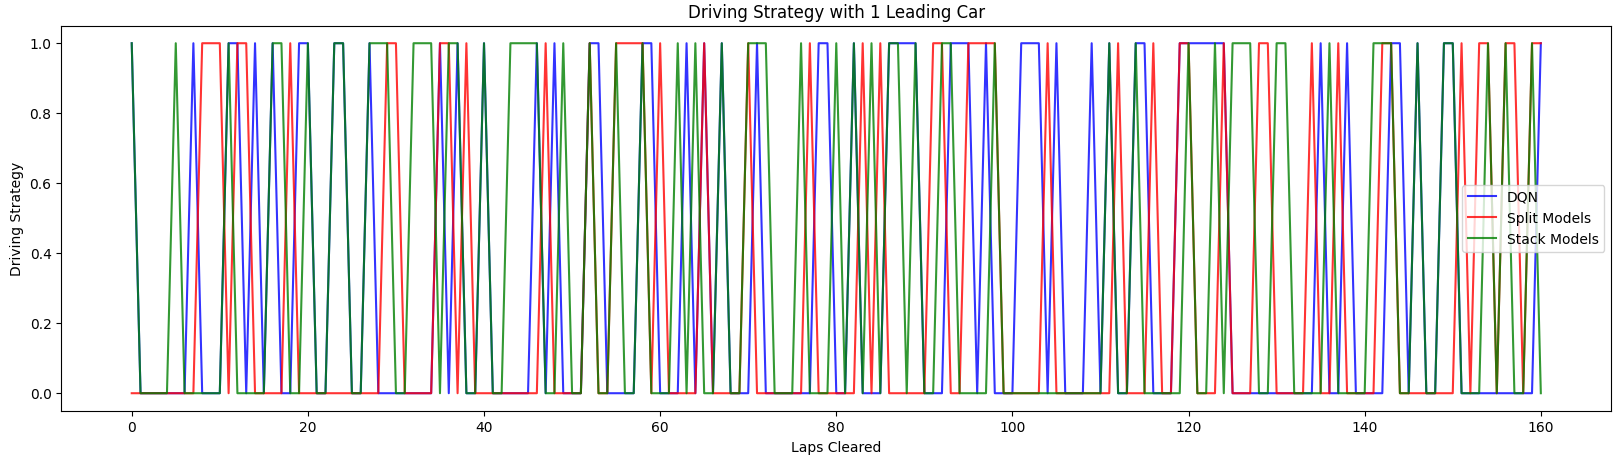 Driving Strategy with 1 Leading Car
Driving Strategy
1.0
0.8
0.6
0.4
0.2
0.0
DQN
Split Models
Stack Models
0 20 40 60 80 100 120 140 160
Laps Cleared